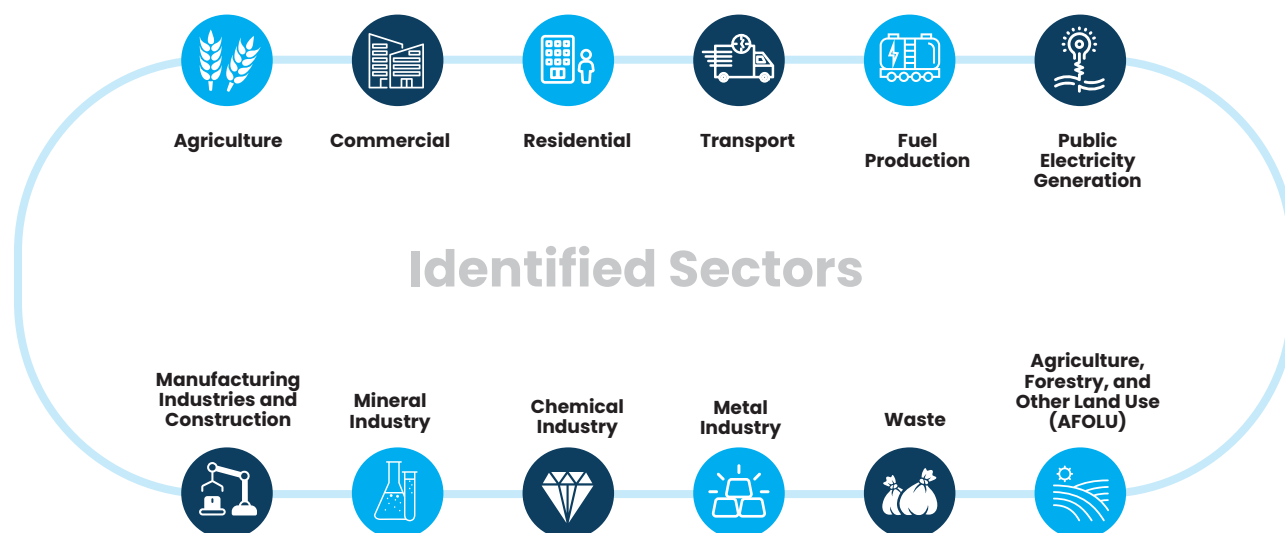 Agriculture
Commercial
Residential
Transport
Fuel
Production
Public
Electricity
Generation
Identified Sectors
Manufacturing
Industries and
Construction
Mineral
Industry
Chemical
Industry
Metal
Industry
Waste
Agriculture,
Forestry, and
Other Land Use
(AFOLU)